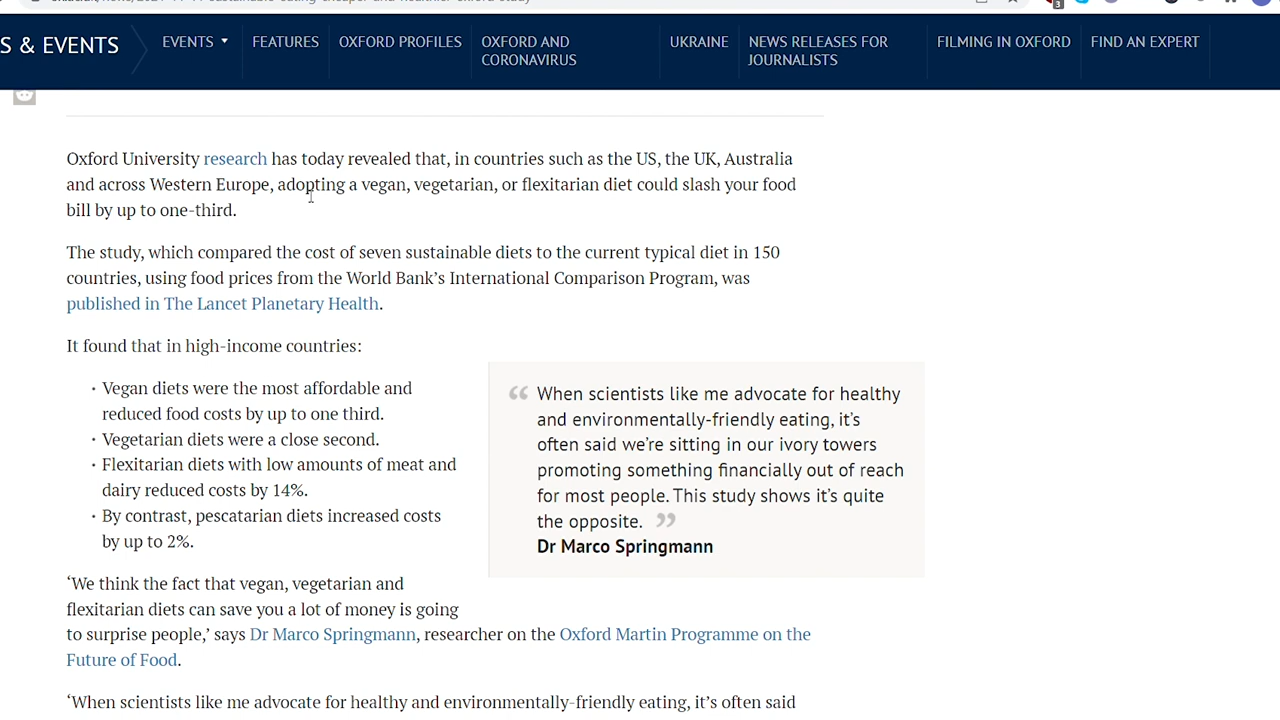 S & EVENTS
EVENTS
FEATURES
OXFORD PROFILES
OXFORD AND
CORONAVIRUS
UKRAINE
NEWS RELEASES FOR
JOURNALISTS
FILMING IN OXFORD
FIND AN EXPERT
Oxford University research has today revealed that, in countries such as the US, the UK, Australia
and across Western Europe, adopting a vegan, vegetarian, or flexitarian diet could slash your food
bill by up to one-third.
The study, which compared the cost of seven sustainable diets to the current typical diet in 150
countries, using food prices from the World Bank’s International Comparison Program, was
published in The Lancet Planetary Health.
It found that in high-income countries:
• Vegan diets were the most affordable and
reduced food costs by up to one third.
• Vegetarian diets were a close second.
• Flexitarian diets with low amounts of meat and
dairy reduced costs by 14%.
• By contrast, pescatarian diets increased costs
by up to 2%.
“ When scientists like me advocate for healthy
and environmentally-friendly eating, it’s
often said we’re sitting in our ivory towers
promoting something financially out of reach
for most people. This study shows it’s quite
the opposite. ”
Dr Marco Springmann
‘We think the fact that vegan, vegetarian and
flexitarian diets can save you a lot of money is going
to surprise people,’ says Dr Marco Springmann, researcher on the Oxford Martin Programme on the
Future of Food.
‘When scientists like me advocate for healthy and environmentally-friendly eating, it’s often said